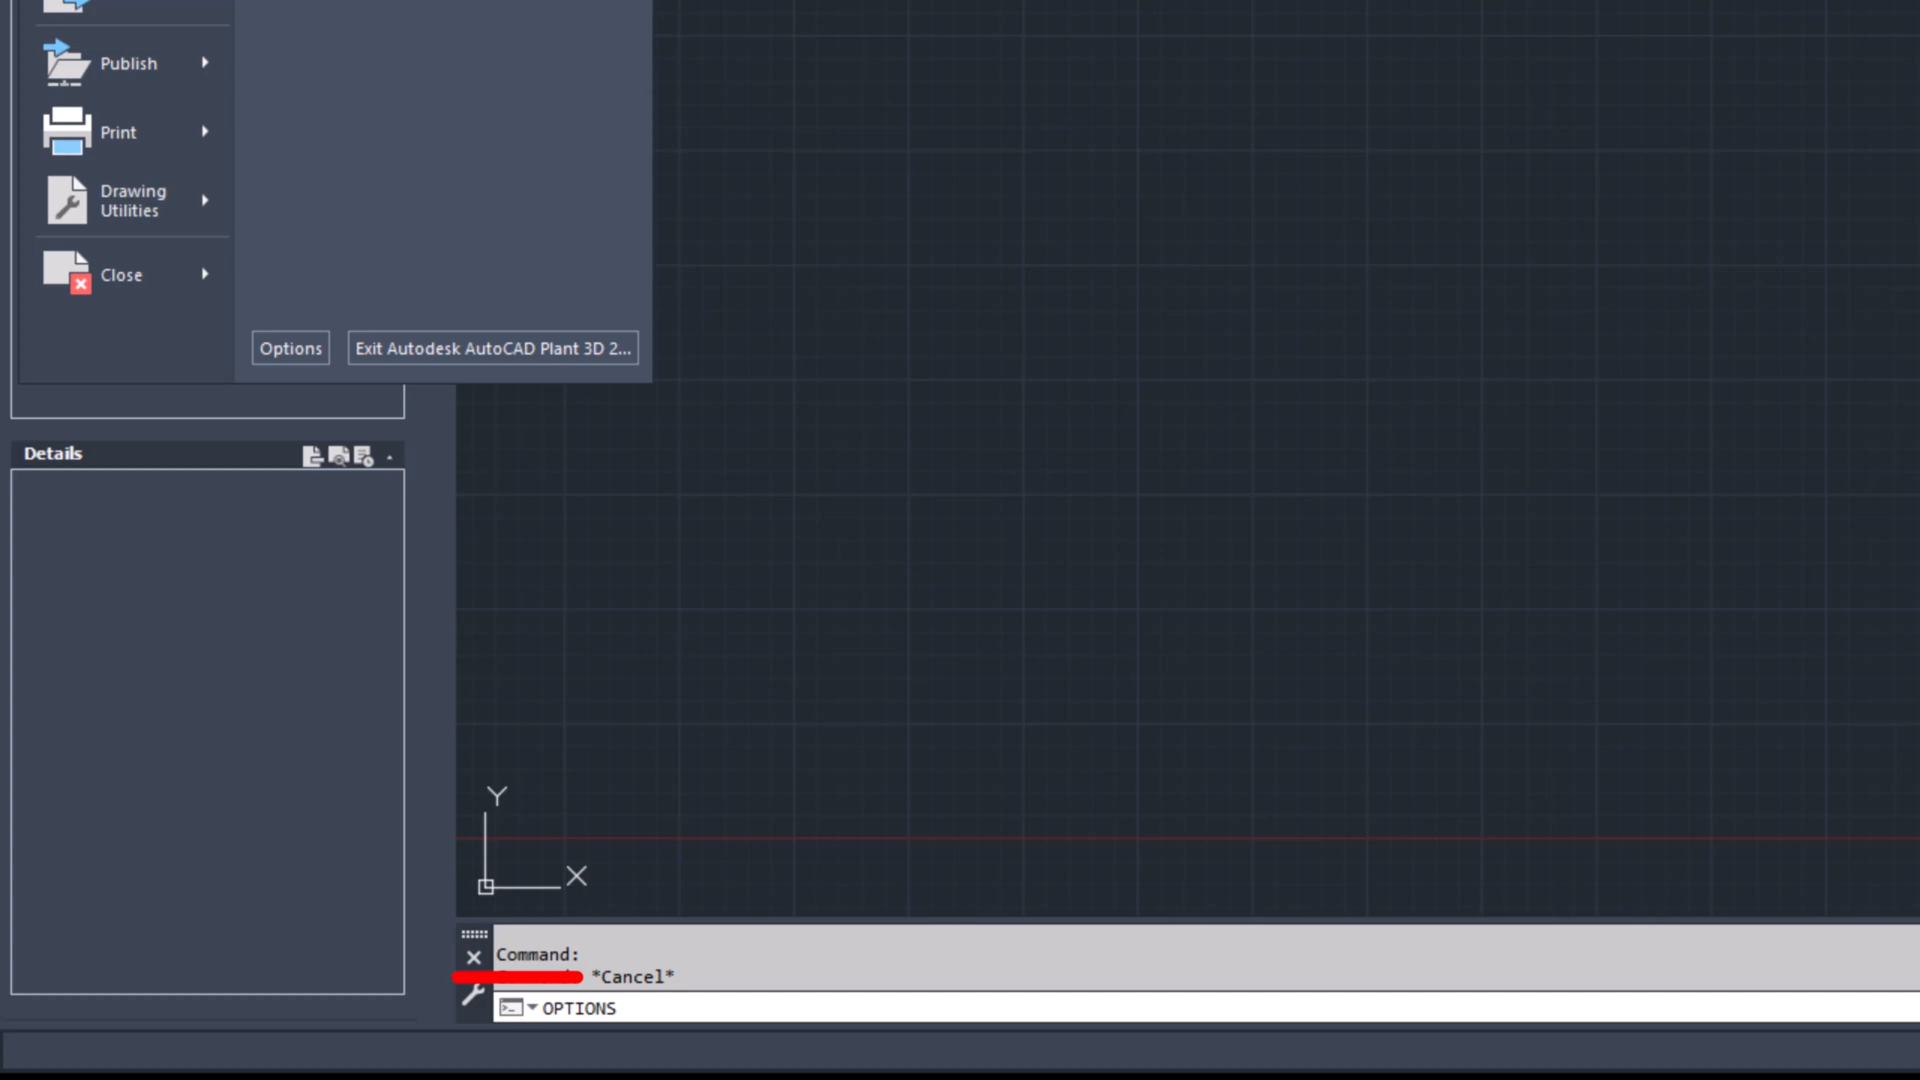 Publish
Print
Drawing
Utilities
Close
Options
Exit Autodesk AutoCAD Plant 3D 2...
Details
Y
X
Command:
*Cancel*
OPTIONS